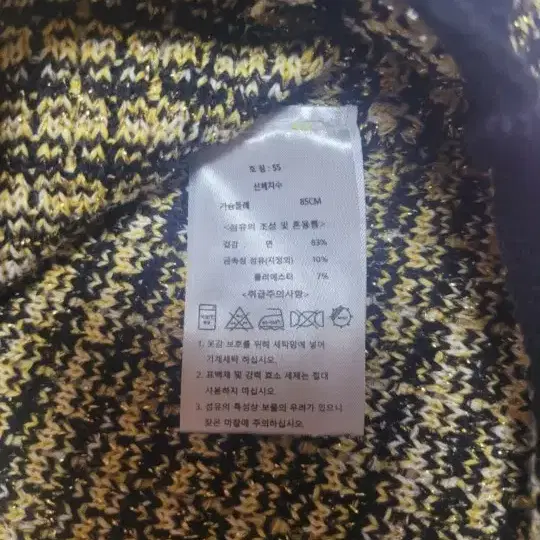 호 칭 : 55
신체치수
가슴둘레 85CM
<섬유의 조성 및 혼용률>
겉감 면 83%
금속성 섬유(지정외) 10%
폴리에스터 7%
<취급주의사항>
1. 옷감 보호를 위해 세탁망에 넣어
기계세탁 하십시오.
2. 표백제 및 강력 효소 세제는 절대
사용하지 마십시오.
3. 섬유의 특성상 보풀의 우려가 있으니
잦은 마찰에 주의하십시오.